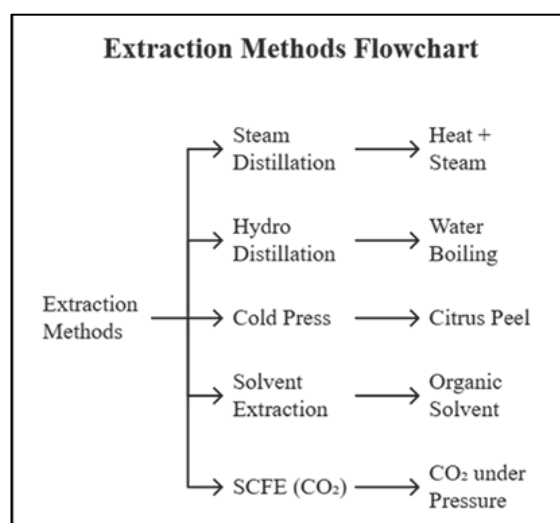 Extraction Methods Flowchart
Steam
Distillation
Heat +
Steam
Hydro
Distillation
Water
Boiling
Extraction
Methods
Cold Press
Citrus Peel
Solvent
Extraction
Organic
Solvent
SCFE (CO₂)
CO₂ under
Pressure